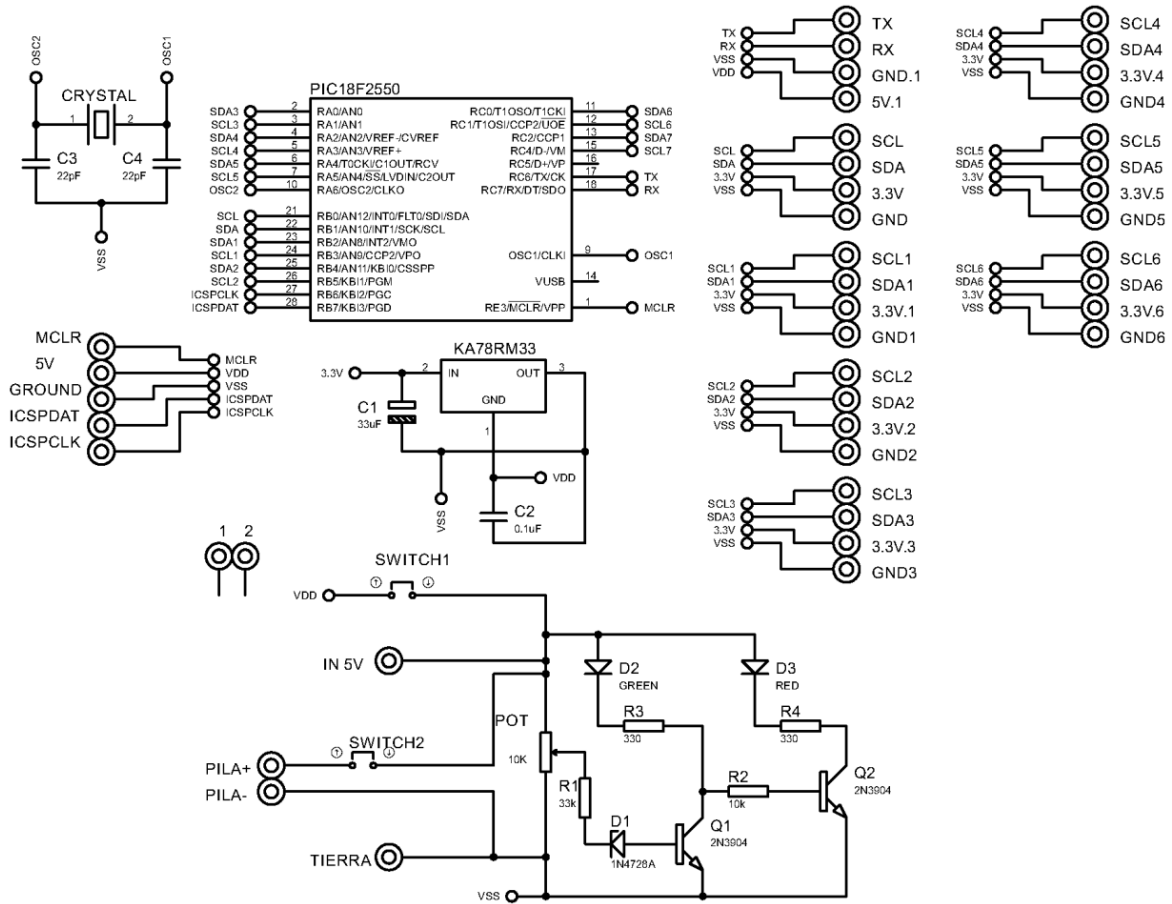 OSC2
OSC1
CRYSTAL
1
2
C3
22pF
C4
22pF
VSS
PIC18F2550
SDA3 2 RA0/AN0
SCL3 3 RA1/AN1
SDA4 4 RA2/AN2/VREF-/CVREF
SCL4 5 RA3/AN3/VREF+
SDA5 6 RA4/T0CKI/C1OUT/RCV
SCL5 7 RA5/AN4/SS/LVDIN/C2OUT
OSC2 10 RA6/OSC2/CLKO
SCL 21 RB0/AN12/INT0/FLT0/SDI/SDA
SDA 22 RB1/AN10/INT1/SCK/SCL
SDA1 23 RB2/AN8/INT2/VMO
SCL1 24 RB3/AN9/CCP2/VPO
SDA2 25 RB4/AN11/KBI0/CSSPP
SCL2 26 RB5/KBI1/PGM
ICSPCLK 27 RB6/KBI2/PGC
ICSPDAT 28 RB7/KBI3/PGD
RC0/T1OSO/T1CKI 11 SDA6
RC1/T1OSI/CCP2/UOE 12 SCL6
RC2/CCP1 13 SDA7
RC4/D-/VM 15 SCL7
RC5/D+/VP 16
RC6/TX/CK 17 TX
RC7/RX/DT/SDO 18 RX
OSC1/CLKI 9 OSC1
VUSB 14
RE3/MCLR/VPP 1 MCLR
TX TX
RX RX
VSS GND.1
VDD 5V.1
SCL SCL
SDA SDA
3.3V 3.3V
VSS GND
SCL1 SCL1
SDA1 SDA1
3.3V 3.3V.1
VSS GND1
SCL2 SCL2
SDA2 SDA2
3.3V 3.3V.2
VSS GND2
SCL3 SCL3
SDA3 SDA3
3.3V 3.3V.3
VSS GND3
SCL4 SCL4
SDA4 SDA4
3.3V 3.3V.4
VSS GND4
SCL5 SCL5
SDA5 SDA5
3.3V 3.3V.5
VSS GND5
SCL6 SCL6
SDA6 SDA6
3.3V 3.3V.6
VSS GND6
MCLR MCLR
5V VDD
GROUND VSS
ICSPDAT ICSPDAT
ICSPCLK ICSPCLK
KA78RM33
3.3V 2 IN OUT 3
GND
1
C1
33uF
VSS
VDD
C2
0.1uF
1 2
SWITCH1
VDD
IN 5V
D2
GREEN
D3
RED
R3
330
R4
330
POT
10K
SWITCH2
PILA+
PILA-
R1
33k
R2
10k
Q2
2N3904
D1
1N4728A
Q1
2N3904
TIERRA
VSS